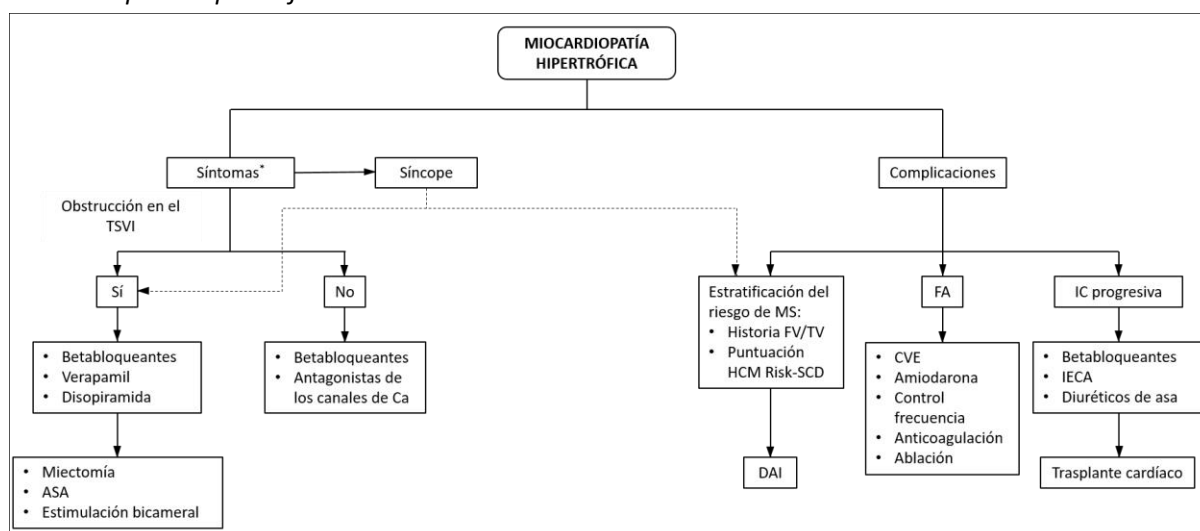 MIOCARDIOPATÍA
HIPERTRÓFICA
Síntomas*
Síncope
Complicaciones
Obstrucción en el
TSVI
Sí
No
Estratificación del
riesgo de MS:
• Historia FV/TV
• Puntuación
HCM Risk-SCD
FA
IC progresiva
• Betabloqueantes
• Verapamil
• Disopiramida
• Betabloqueantes
• Antagonistas de
los canales de Ca
• CVE
• Amiodarona
• Control
frecuencia
• Anticoagulación
• Ablación
• Betabloqueantes
• IECA
• Diuréticos de asa
• Miectomía
• ASA
• Estimulación bicameral
DAI
Trasplante cardíaco